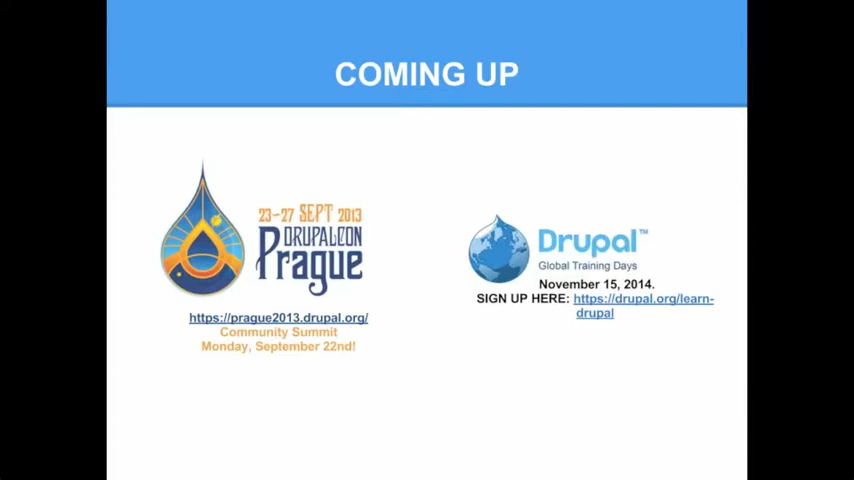 COMING UP
23-27 SEPT 2013
DRUPALCON
Prague
https://prague2013.drupal.org/
Community Summit
Monday, September 22nd!
Drupal™
Global Training Days
November 15, 2014.
SIGN UP HERE: https://drupal.org/learn-
drupal